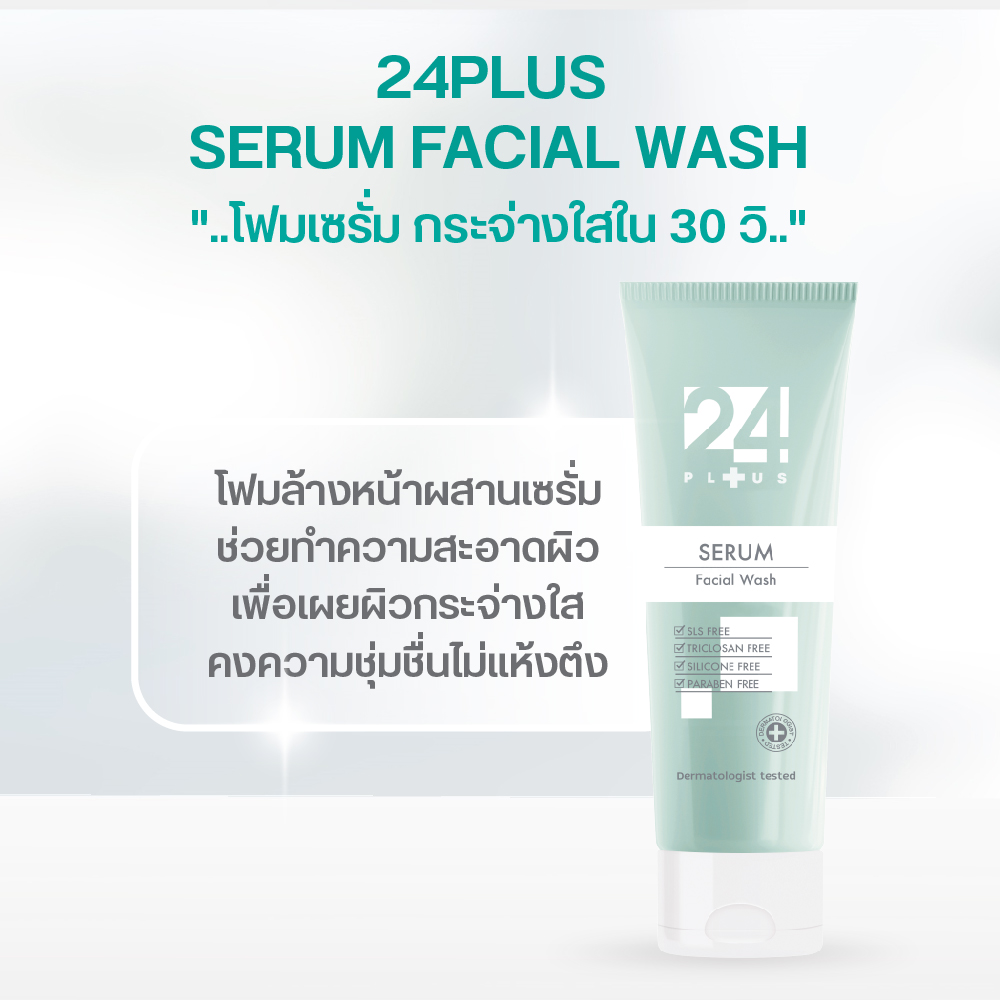 24PLUS
SERUM FACIAL WASH
"..โฟมเซรั่ม กระจ่างใสใน 30 วิ.."
โฟมล้างหน้าผสานเซรั่ม
ช่วยทำความสะอาดผิว
เพื่อเผยผิวกระจ่างใส
คงความชุ่มชื่นไม่แห้งตึง
24!
PLUS
SERUM
Facial Wash
SLS FREE
TRICLOSAN FREE
SILICONE FREE
PARABEN FREE
DERMATOLOGIST TESTED
Dermatologist tested